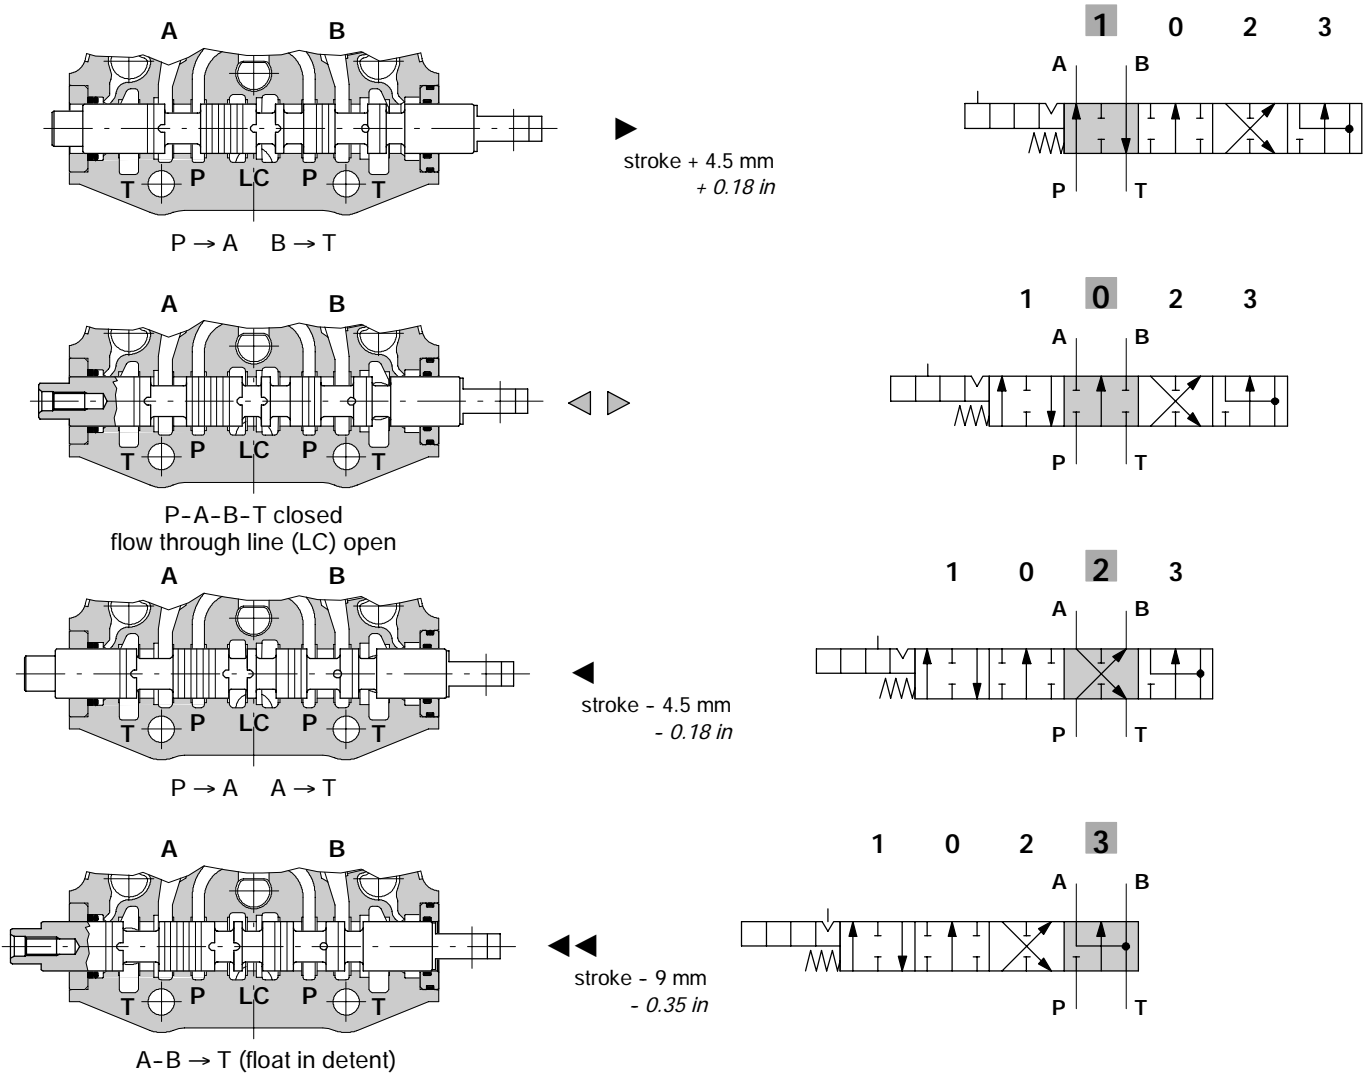 A B
T P LC P T
P → A B → T
stroke + 4.5 mm
+ 0.18 in
1 0 2 3
A B
P T
A B
T P LC P T
P-A-B-T closed
flow through line (LC) open
1 0 2 3
A B
P T
A B
T P LC P T
P → A A → T
stroke - 4.5 mm
- 0.18 in
1 0 2 3
A B
P T
A B
T P LC P T
A-B → T (float in detent)
stroke - 9 mm
- 0.35 in
1 0 2 3
A B
P T